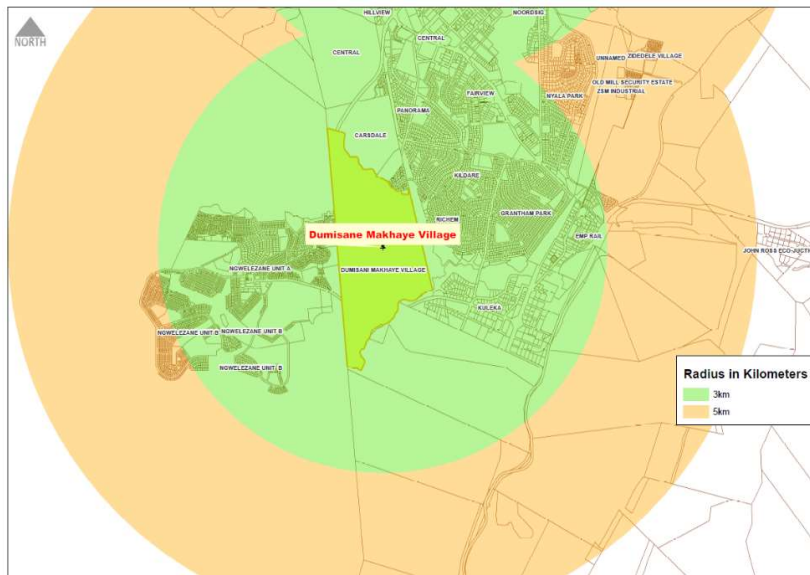 NORTH
HILLVIEW
NOORDSIG
CENTRAL
CENTRAL
UNNAMED
ZIDEDELE VILLAGE
OLD MILL SECURITY ESTATE
ZSM INDUSTRIAL
FAIRVIEW
NYALA PARK
PANORAMA
CARSDALE
KILDARE
GRANTHAM PARK
RICHEM
Dumisane Makhaye Village
EMP RAIL
JOHN ROSS ECO-JUCTI
NGWELEZANE UNIT A
DUMISANI MAKHAYE VILLAGE
KULEKA
NGWELEZANE UNIT B
NGWELEZANE UNIT B
NGWELEZANE UNIT B
Radius in Kilometers
3km
5km